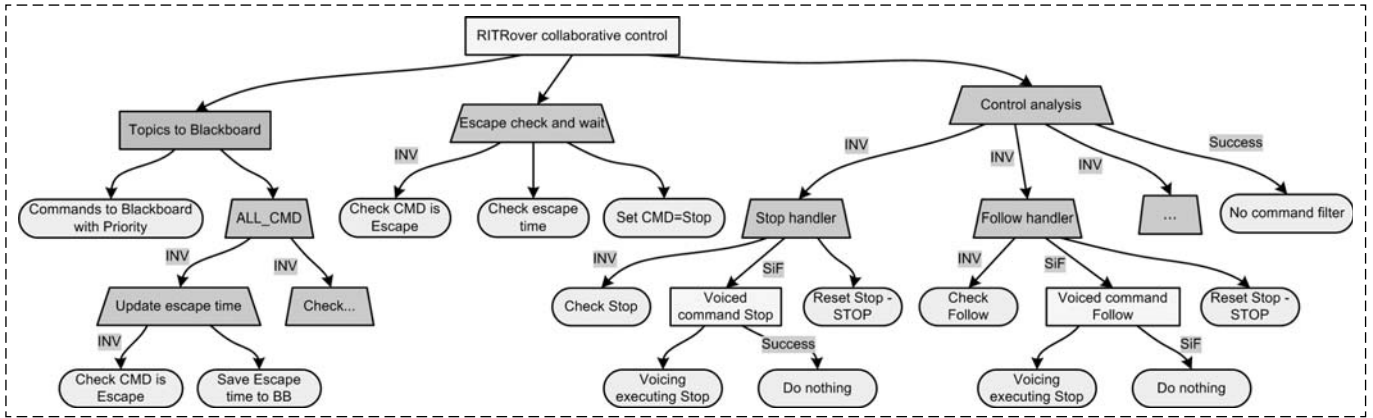 RITRover collaborative control
Topics to Blackboard
Escape check and wait
Control analysis
INV
INV
INV
INV
Success
Commands to Blackboard
with Priority
ALL_CMD
Check CMD is
Escape
Check escape
time
Set CMD=Stop
Stop handler
Follow handler
...
No command filter
INV
INV
INV
SiF
INV
SiF
Update escape time
Check...
Check Stop
Voiced
command Stop
Reset Stop -
STOP
Check
Follow
Voiced command
Follow
Reset Stop -
STOP
INV
Success
SiF
Check CMD is
Escape
Save Escape
time to BB
Voicing
executing Stop
Do nothing
Voicing
executing Stop
Do nothing